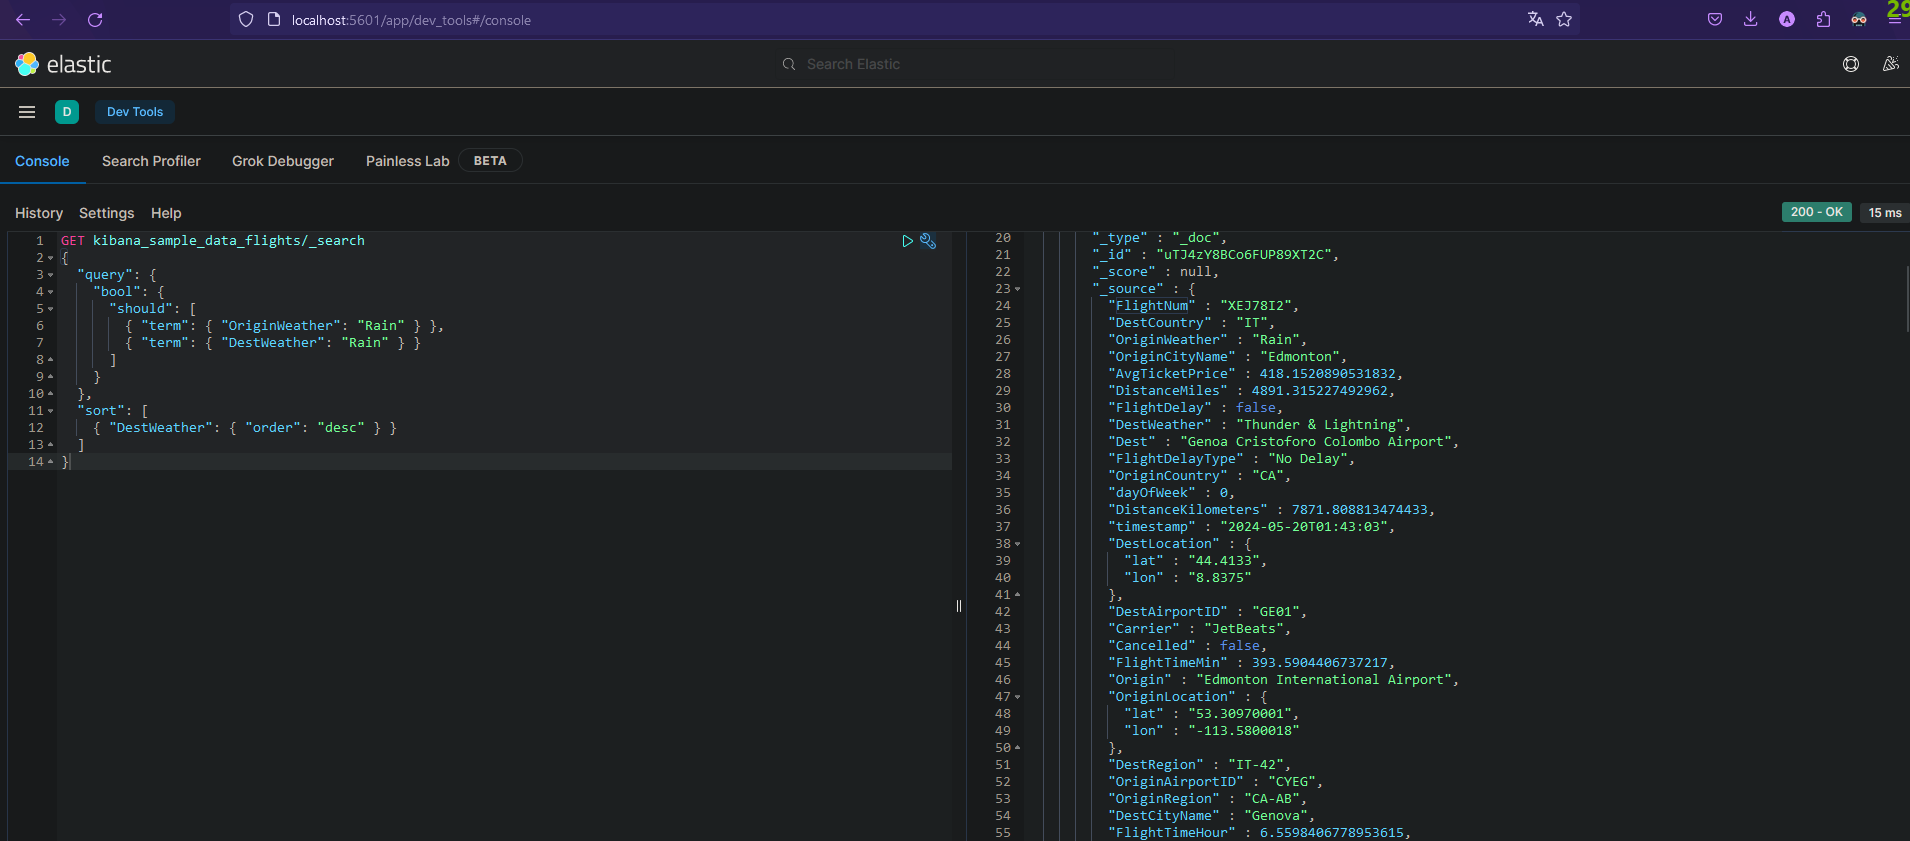 localhost:5601/app/dev_tools#/console
29
elastic
Search Elastic
D
Dev Tools
Console
Search Profiler
Grok Debugger
Painless Lab
BETA
History
Settings
Help
200 - OK
15 ms
1 GET kibana_sample_data_flights/_search
2 {
3 "query": {
4 "bool": {
5 "should": [
6 { "term": { "OriginWeather": "Rain" } },
7 { "term": { "DestWeather": "Rain" } }
8 ]
9 }
10 },
11 "sort": [
12 { "DestWeather": { "order": "desc" } }
13 ]
14 }
20 "_type" : "_doc",
21 "_id" : "uTJ4zY8BCo6FUP89XT2C",
22 "_score" : null,
23 "_source" : {
24 "FlightNum" : "XEJ78I2",
25 "DestCountry" : "IT",
26 "OriginWeather" : "Rain",
27 "OriginCityName" : "Edmonton",
28 "AvgTicketPrice" : 418.1520890531832,
29 "DistanceMiles" : 4891.315227492962,
30 "FlightDelay" : false,
31 "DestWeather" : "Thunder & Lightning",
32 "Dest" : "Genoa Cristoforo Colombo Airport",
33 "FlightDelayType" : "No Delay",
34 "OriginCountry" : "CA",
35 "dayOfWeek" : 0,
36 "DistanceKilometers" : 7871.808813474433,
37 "timestamp" : "2024-05-20T01:43:03",
38 "DestLocation" : {
39 "lat" : "44.4133",
40 "lon" : "8.8375"
41 },
42 "DestAirportID" : "GE01",
43 "Carrier" : "JetBeats",
44 "Cancelled" : false,
45 "FlightTimeMin" : 393.5904406737217,
46 "Origin" : "Edmonton International Airport",
47 "OriginLocation" : {
48 "lat" : "53.30970001",
49 "lon" : "-113.5800018"
50 },
51 "DestRegion" : "IT-42",
52 "OriginAirportID" : "CYEG",
53 "OriginRegion" : "CA-AB",
54 "DestCityName" : "Genova",
55 "FlightTimeHour" : 6.5598406778953615,